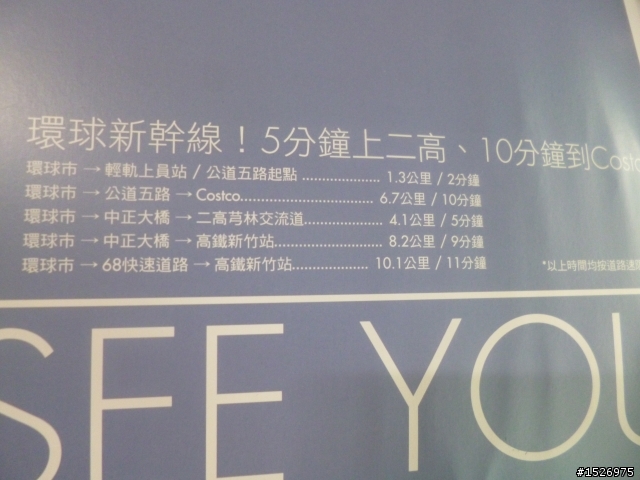 環球新幹線！5分鐘上二高、10分鐘到Costc
環球市 → 輕軌上員站 / 公道五路起點 .................. 1.3公里 / 2分鐘
環球市 → 公道五路 → Costco............................... 6.7公里 / 10分鐘
環球市 → 中正大橋 → 二高芎林交流道.................. 4.1公里 / 5分鐘
環球市 → 中正大橋 → 高鐵新竹站......................... 8.2公里 / 9分鐘
環球市 → 68快速道路 → 高鐵新竹站.................. 10.1公里 / 11分鐘
*以上時間均按道路速
SEE YOU
#1526975